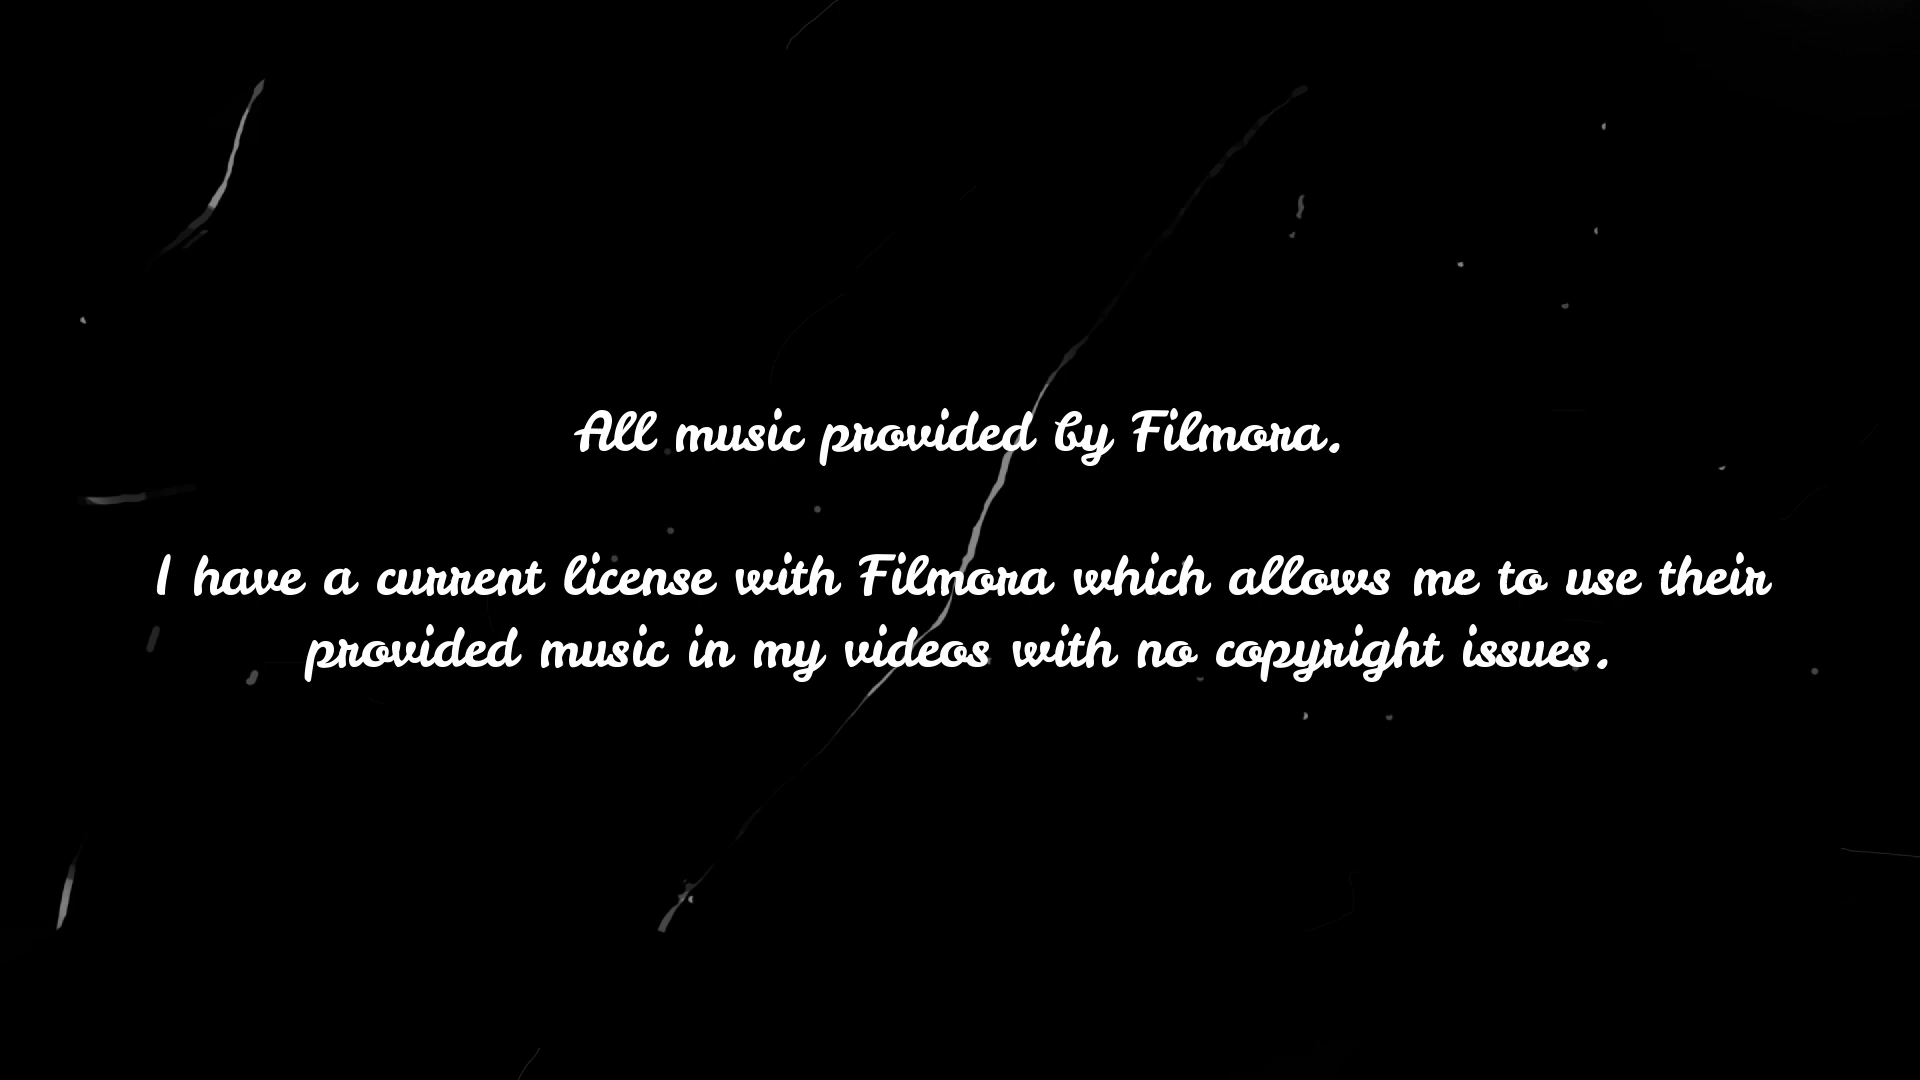 All music provided by Filmora.
I have a current license with Filmora which allows me to use their
provided music in my videos with no copyright issues.